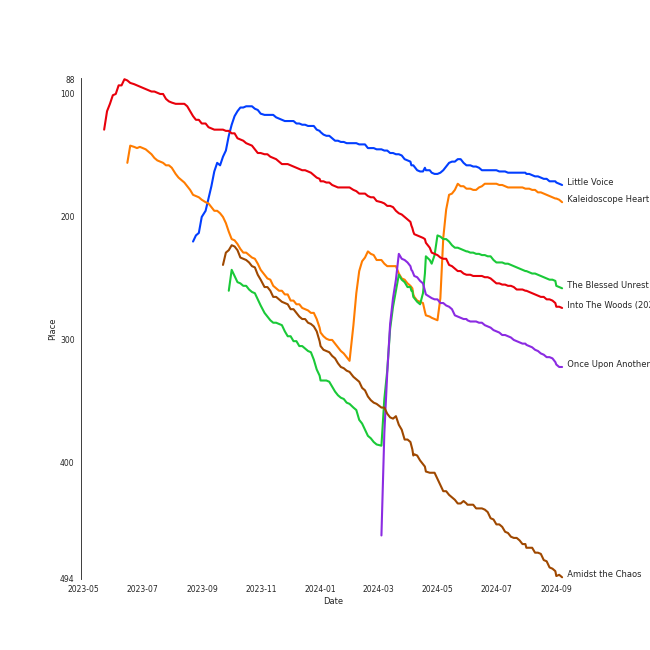 88
100
200
300
400
494
Place
2023-05
2023-07
2023-09
2023-11
2024-01
2024-03
2024-05
2024-07
2024-09
Date
Little Voice
Kaleidoscope Heart
The Blessed Unrest
Into The Woods (202
Once Upon Another
Amidst the Chaos